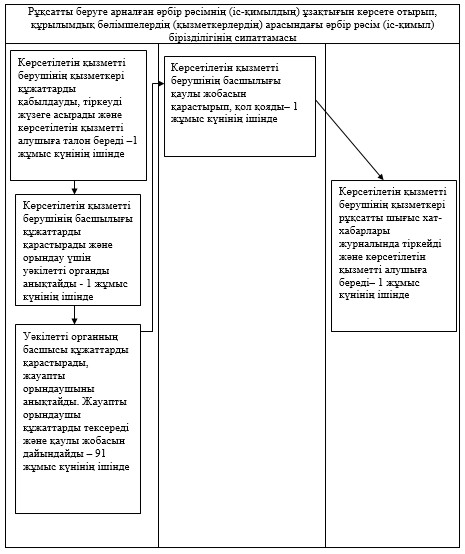 Рұқсатты беруге арналған әрбір рәсімнің (іс-қимылдың) ұзақтығын көрсете отырып,
құрылымдық бөлімшелердің (қызметкерлердің) арасындағы әрбір рәсім (іс-қимыл)
бірізділігінің сипаттамасы
Көрсетілетін қызметті
берушінің қызметкері
құжаттарды
қабылдауды, тіркеуді
жүзеге асырады және
көрсетілетін қызметті
алушыға талон береді –1
жұмыс күнінің ішінде
Көрсетілетін қызметті
берушінің басшылығы
құжаттарды
қарастырады және
орындау үшін
уәкілетті органды
анықтайды - 1 жұмыс
күнінің ішінде
Уәкілетті органның
басшысы құжаттарды
қарастырады,
жауапты
орындаушыны
анықтайды. Жауапты
орындаушы
құжаттарды тексереді
және қаулы жобасын
дайындайды – 91
жұмыс күнінің ішінде
Көрсетілетін қызметті
берушінің басшылығы
қаулы жобасын
қарастырып, қол қояды– 1
жұмыс күнінің ішінде
Көрсетілетін қызметті
берушінің қызметкері
рұқсатты шығыс хат-
хабарлары
журналында тіркейді
және көрсетілетін
қызметті алушыға
береді– 1 жұмыс
күнінің ішінде